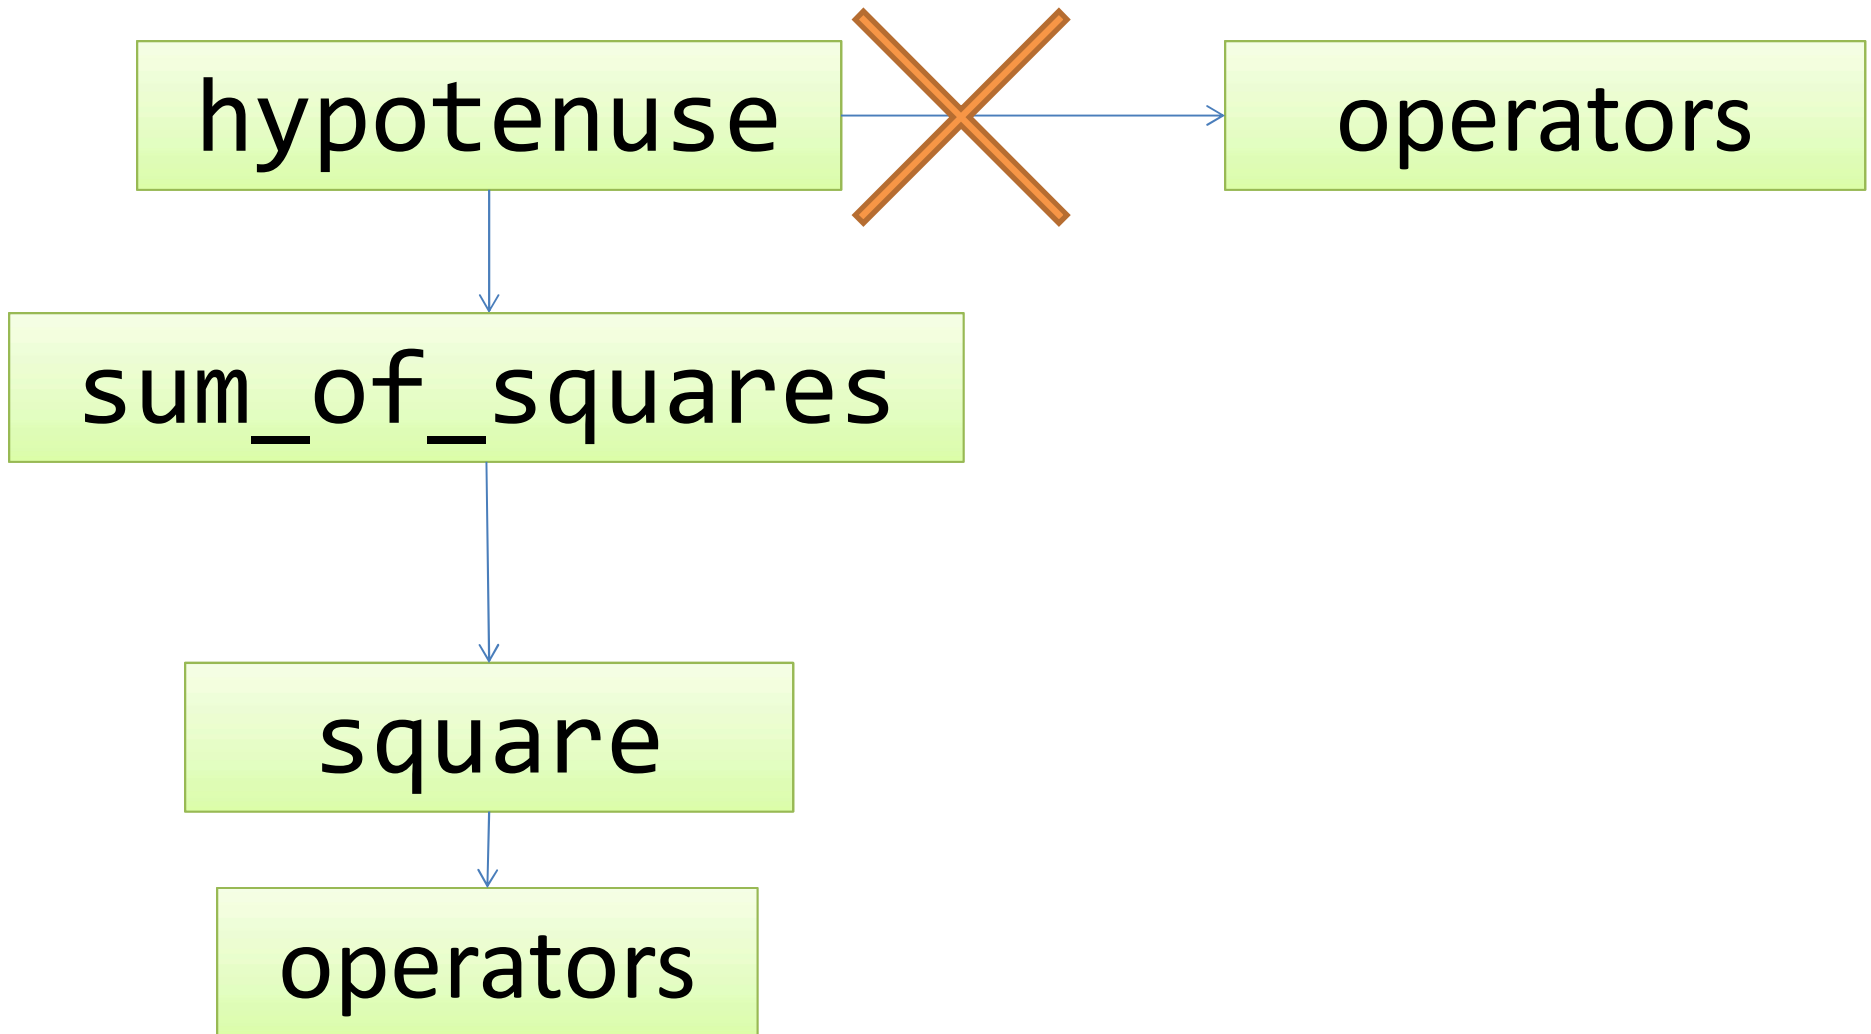 hypotenuse
operators
sum_of_squares
square
operators